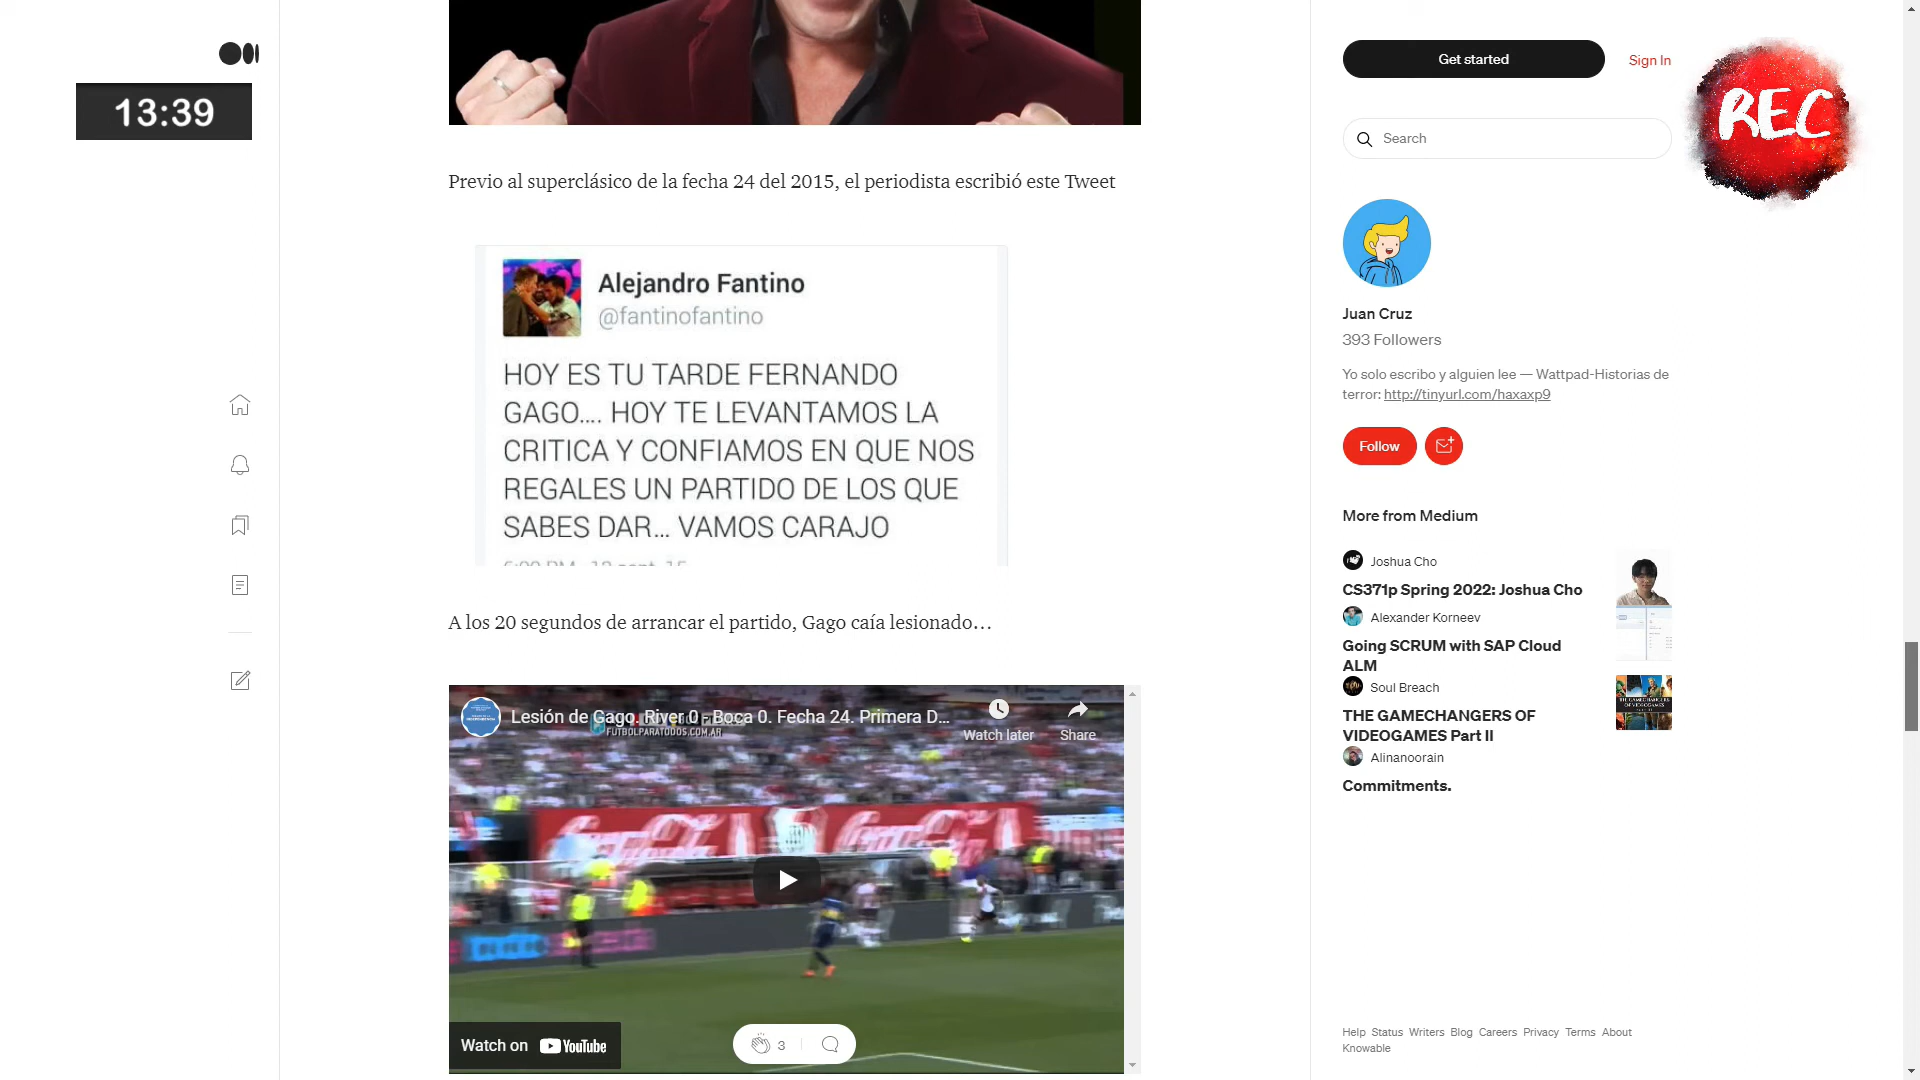 13:39
Get started
Sign In
REC
Search
Previo al superclásico de la fecha 24 del 2015, el periodista escribió este Tweet
Alejandro Fantino
@fantinofantino
HOY ES TU TARDE FERNANDO
GAGO.... HOY TE LEVANTAMOS LA
CRITICA Y CONFIAMOS EN QUE NOS
REGALES UN PARTIDO DE LOS QUE
SABES DAR... VAMOS CARAJO
A los 20 segundos de arrancar el partido, Gago caía lesionado…
Lesión de Gago. River 0 - Boca 0. Fecha 24. Primera D...
FUTBOLPARATODOS.COM.AR
Watch later
Share
Coca-Cola
Coca-Cola
Watch on YouTube
3
Juan Cruz
393 Followers
Yo solo escribo y alguien lee — Wattpad-Historias de
terror: http://tinyurl.com/haxaxp9
Follow
More from Medium
Joshua Cho
CS371p Spring 2022: Joshua Cho
Alexander Korneev
Going SCRUM with SAP Cloud
ALM
Soul Breach
THE GAMECHANGERS OF
VIDEOGAMES Part II
Alinanoorain
Commitments.
Help Status Writers Blog Careers Privacy Terms About
Knowable